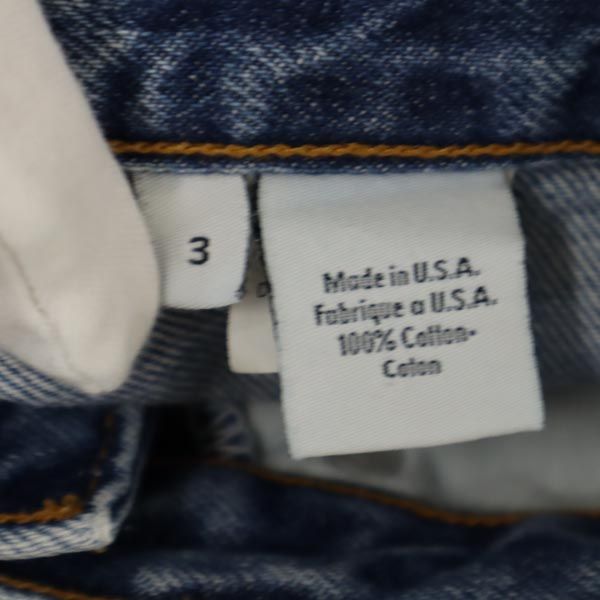 3
Made in U.S.A.
Fabrique a U.S.A.
100% Cotton-
Coton